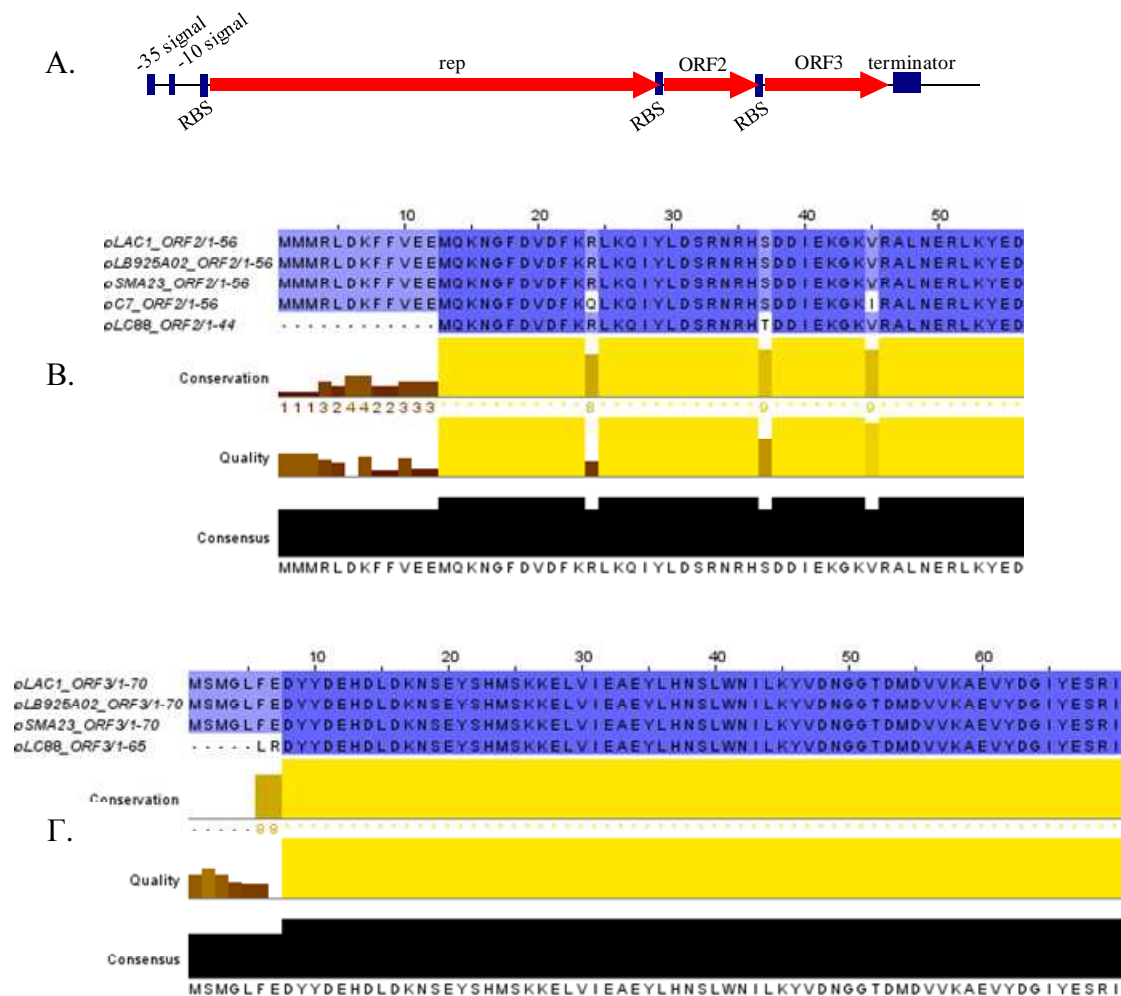 Α.
-35 signal
-10 signal
rep
ORF2
ORF3
terminator
RBS
RBS
RBS
10 20 30 40 50
pLAC1_ORF2/1-56 MMMRLDKFFVEEMQKNGFDVDFKRLKQIYLDSRNRHSDDIEKGKVRALNERLKYED
pLB925A02_ORF2/1-56 MMMRLDKFFVEEMQKNGFDVDFKRLKQIYLDSRNRHSDDIEKGKVRALNERLKYED
pSMA23_ORF2/1-56 MMMRLDKFFVEEMQKNGFDVDFKRLKQIYLDSRNRHSDDIEKGKVRALNERLKYED
pC7_ORF2/1-56 MMMRLDKFFVEEMQKNGFDVDFKQLKQIYLDSRNRHSDDIEKGKIRALNERLKYED
pLC88_ORF2/1-44 ------------MQKNGFDVDFKRLKQIYLDSRNRHTDDIEKGKVRALNERLKYED
Β.
Conservation
111324422333***********8************9*******9***********
Quality
Consensus
MMMRLDKFFVEEMQKNGFDVDFKRLKQIYLDSRNRHSDDIEKGKVRALNERLKYED
10 20 30 40 50 60
pLAC1_ORF3/1-70 MSMGLFEDYYDEHDLDKNSEYSHMSKKELVIEAEYLHNSLWNILKYVDNGGTDMDVVKAEVYDGIYESRI
pLB925A02_ORF3/1-70 MSMGLFEDYYDEHDLDKNSEYSHMSKKELVIEAEYLHNSLWNILKYVDNGGTDMDVVKAEVYDGIYESRI
pSMA23_ORF3/1-70 MSMGLFEDYYDEHDLDKNSEYSHMSKKELVIEAEYLHNSLWNILKYVDNGGTDMDVVKAEVYDGIYESRI
pLC88_ORF3/1-65 -----LRDYYDEHDLDKNSEYSHMSKKELVIEAEYLHNSLWNILKYVDNGGTDMDVVKAEVYDGIYESRI
Conservation
Γ.
Quality
Consensus
MSMGLFEDYYDEHDLDKNSEYSHMSKKELVIEAEYLHNSLWNILKYVDNGGTDMDVVKAEVYDGIYESRI